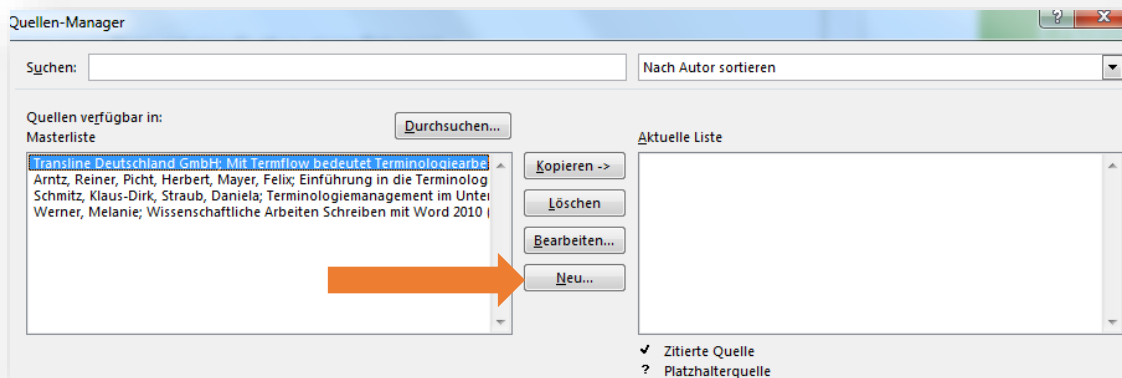 Quellen-Manager
Suchen:
Nach Autor sortieren
Quellen verfügbar in:
Masterliste
Durchsuchen...
Aktuelle Liste
Transline Deutschland GmbH; Mit Termflow bedeutet Terminologiearbe
Arntz, Reiner, Picht, Herbert, Mayer, Felix; Einführung in die Terminolog
Schmitz, Klaus-Dirk, Straub, Daniela; Terminologiemanagement im Unter
Werner, Melanie; Wissenschaftliche Arbeiten Schreiben mit Word 2010 (
Kopieren ->
Löschen
Bearbeiten...
Neu...
Zitierte Quelle
? Platzhalterquelle